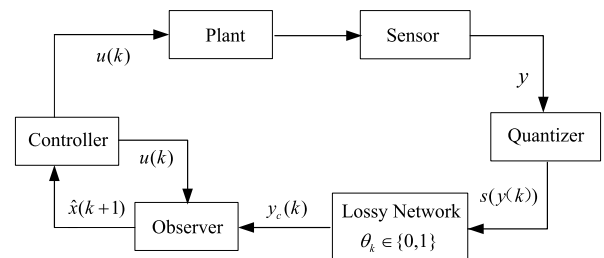 Plant
Sensor
u(k)
y
Controller
Quantizer
u(k)
s(y(k))
x̂(k+1)
y_c(k)
Lossy Network
θ_k ∈ {0,1}
Observer